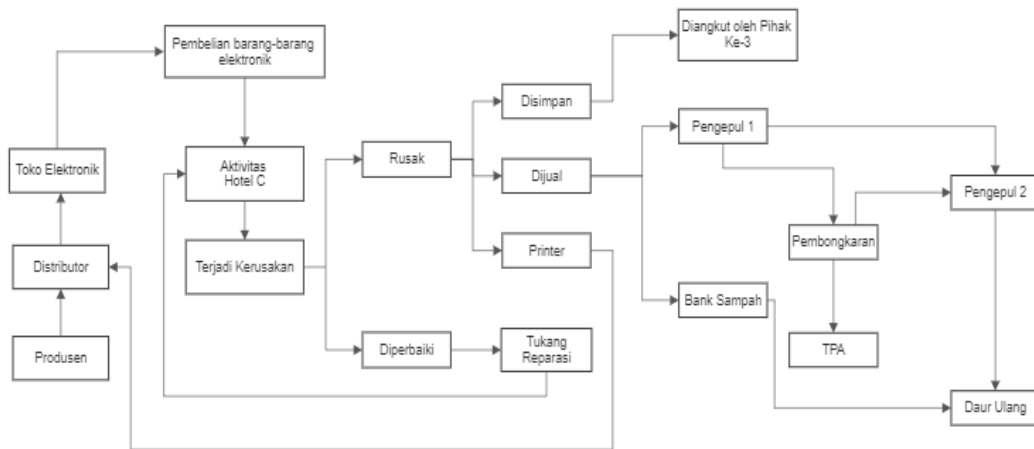 Pembelian barang-barang
elektronik
Diangkut oleh Pihak
Ke-3
Disimpan
Pengepul 1
Toko Elektronik
Aktivitas
Hotel C
Rusak
Dijual
Pengepul 2
Distributor
Terjadi Kerusakan
Printer
Pembongkaran
Bank Sampah
Produsen
Diperbaiki
Tukang
Reparasi
TPA
Daur Ulang